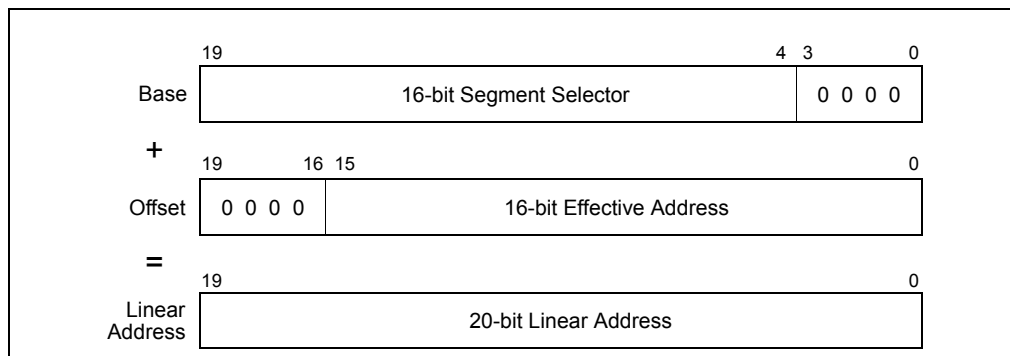 19 4 3 0
Base 16-bit Segment Selector 0 0 0 0
+
19 16 15 0
Offset 0 0 0 0 16-bit Effective Address
=
19 0
Linear
Address 20-bit Linear Address